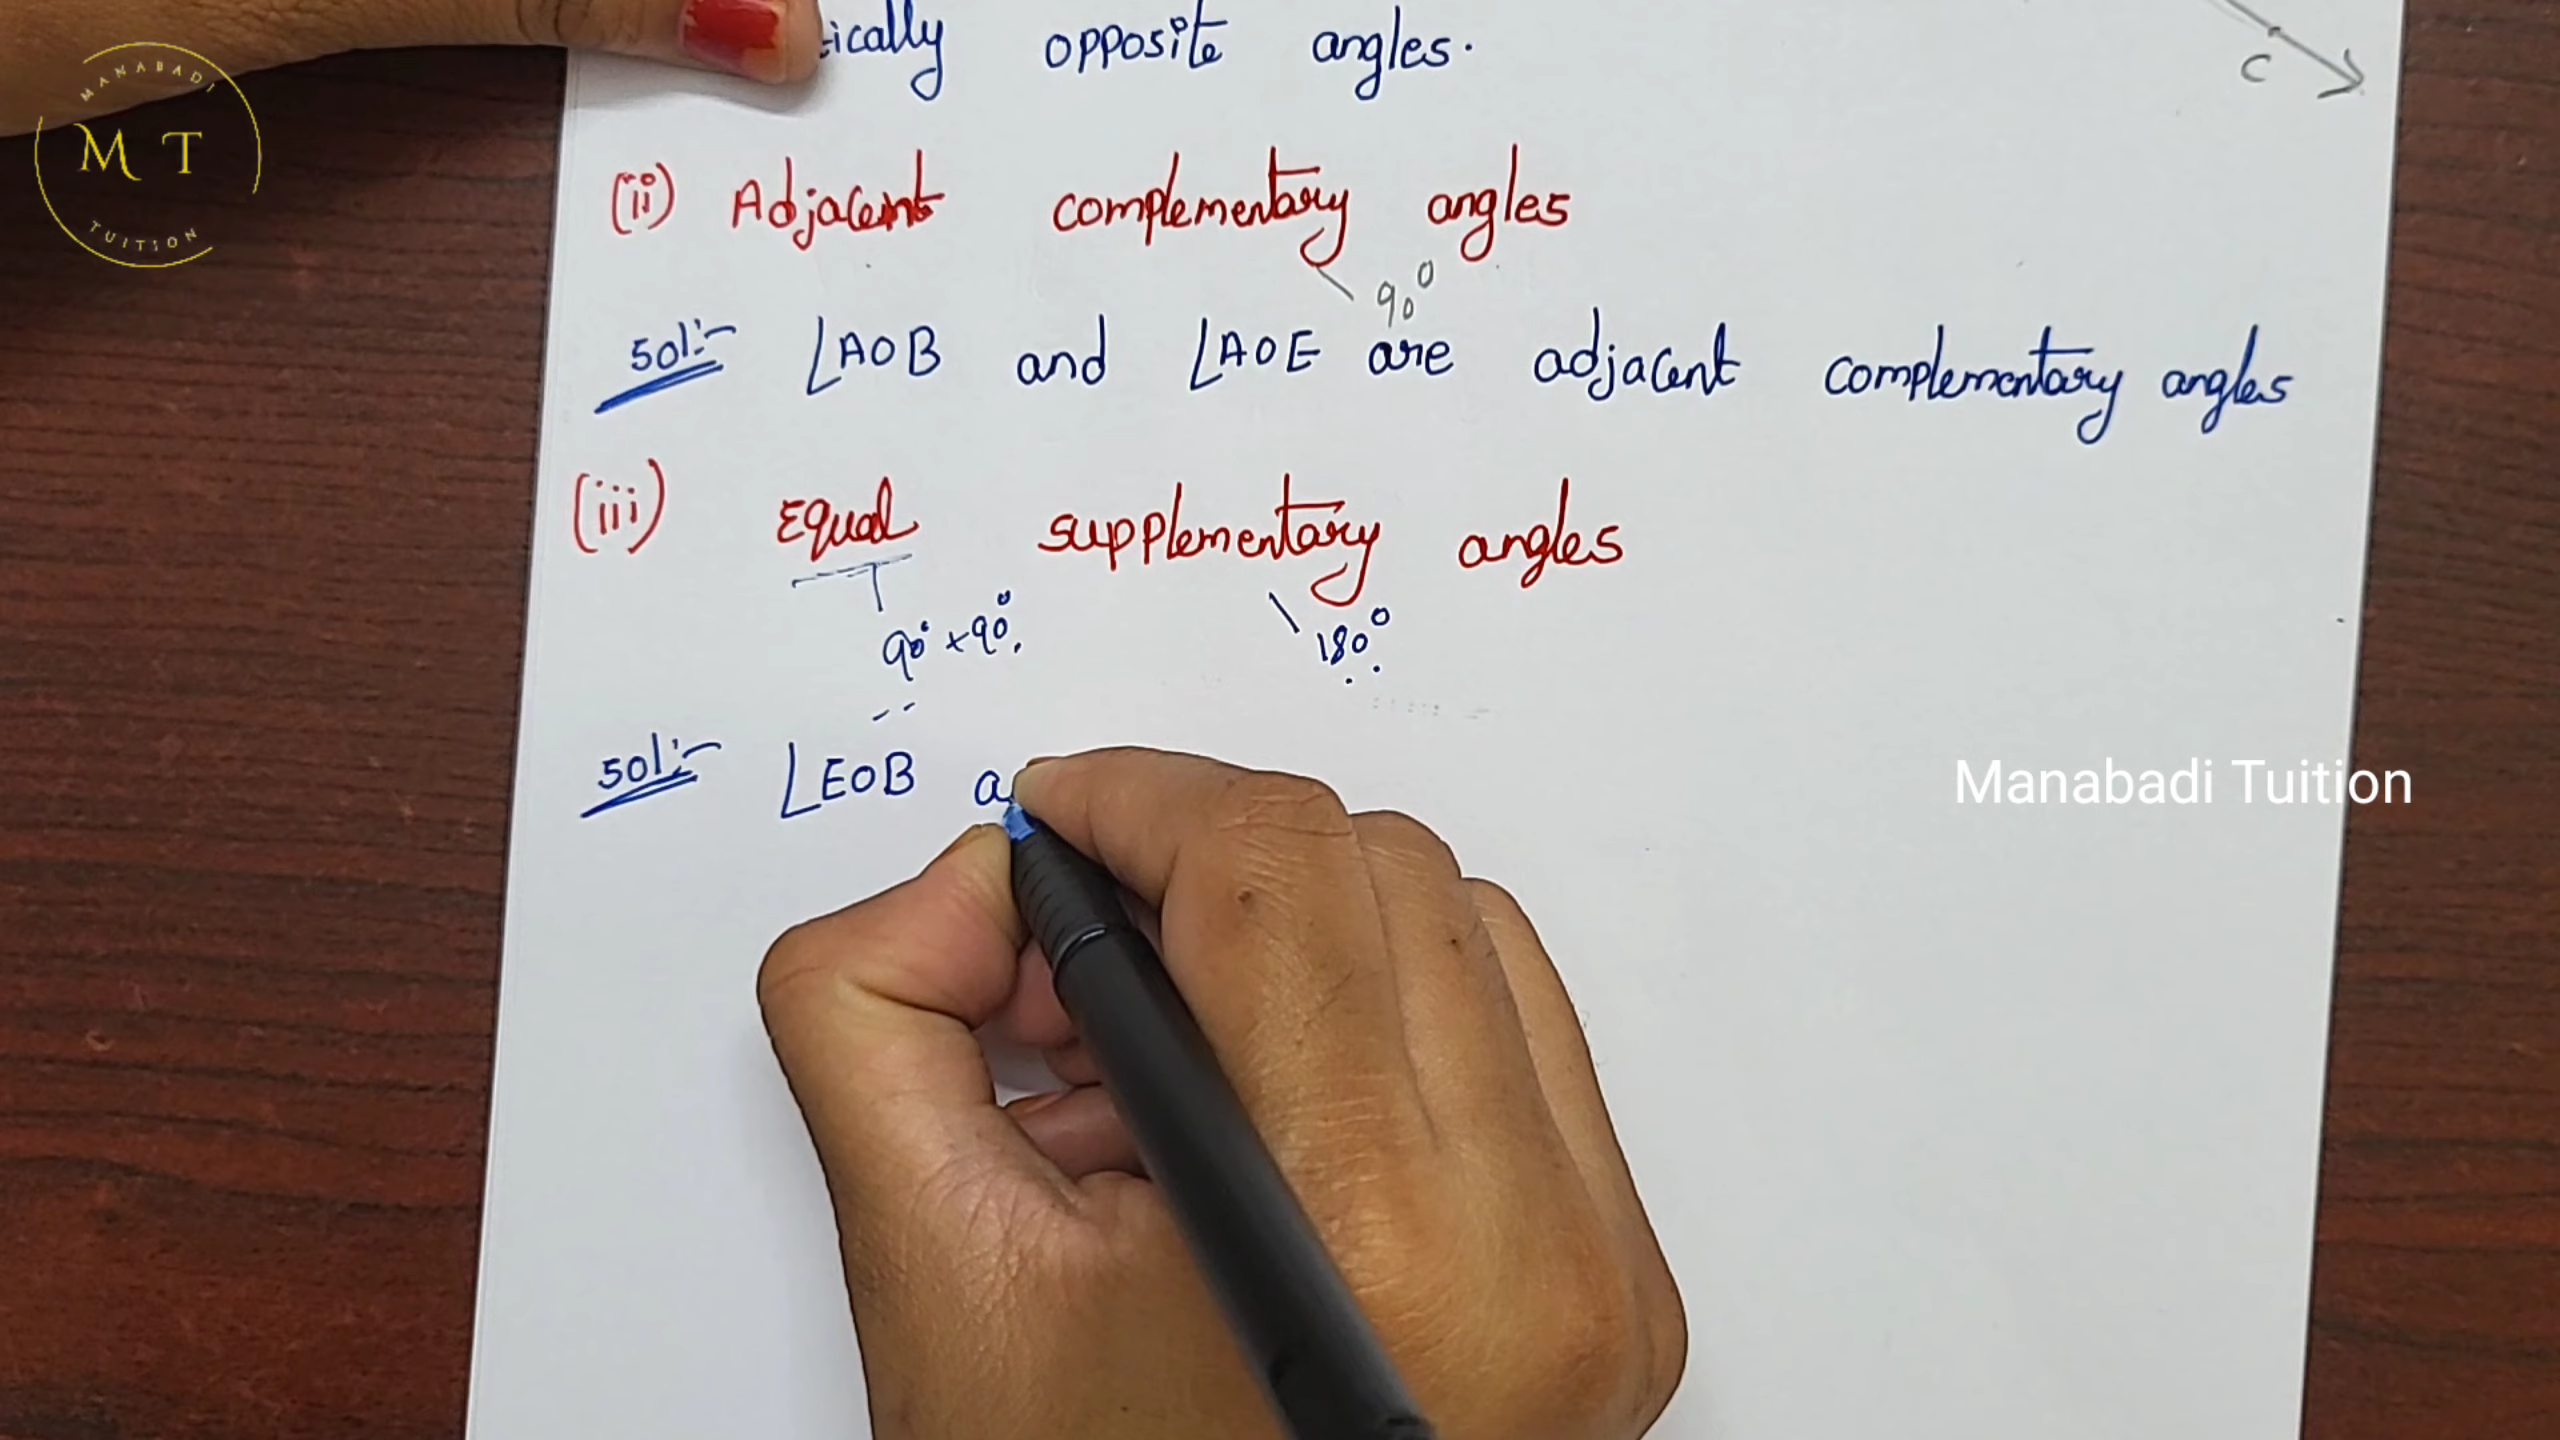 MANABADI
M T
TUITION
ically opposite angles.
C
(ii) Adjacent complementary angles
90°
Sol:- ∠AOB and ∠AOE are adjacent complementary angles
(iii) Equal supplementary angles
90° + 90°. 180°
Sol:- ∠EOB a
Manabadi Tuition